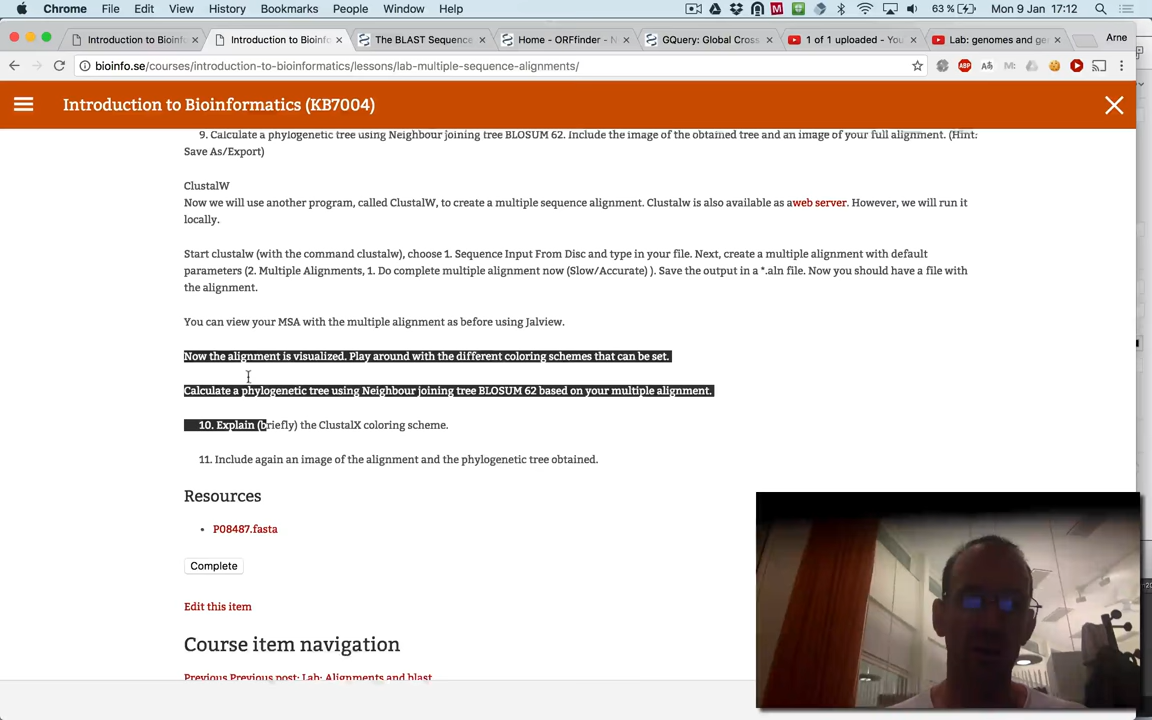 Chrome File Edit View History Bookmarks People Window Help 63 % Mon 9 Jan 17:12
Introduction to Bioinforma Introduction to Bioinfo The BLAST Sequence Home - ORFfinder - N GQuery: Global Cross 1 of 1 uploaded - You Lab: genomes and ge Arne
bioinfo.se/courses/introduction-to-bioinformatics/lessons/lab-multiple-sequence-alignments/
Introduction to Bioinformatics (KB7004)
9. Calculate a phylogenetic tree using Neighbour joining tree BLOSUM 62. Include the image of the obtained tree and an image of your full alignment. (Hint:
Save As/Export)
ClustalW
Now we will use another program, called ClustalW, to create a multiple sequence alignment. Clustalw is also available as aweb server. However, we will run it
locally.
Start clustalw (with the command clustalw), choose 1. Sequence Input From Disc and type in your file. Next, create a multiple alignment with default
parameters (2. Multiple Alignments, 1. Do complete multiple alignment now (Slow/Accurate) ). Save the output in a *.aln file. Now you should have a file with
the alignment.
You can view your MSA with the multiple alignment as before using Jalview.
Now the alignment is visualized. Play around with the different coloring schemes that can be set.
Calculate a phylogenetic tree using Neighbour joining tree BLOSUM 62 based on your multiple alignment.
10. Explain (briefly) the ClustalX coloring scheme.
11. Include again an image of the alignment and the phylogenetic tree obtained.
Resources
• P08487.fasta
Complete
Edit this item
Course item navigation
Previous Previous post: Lab: Alignments and blast